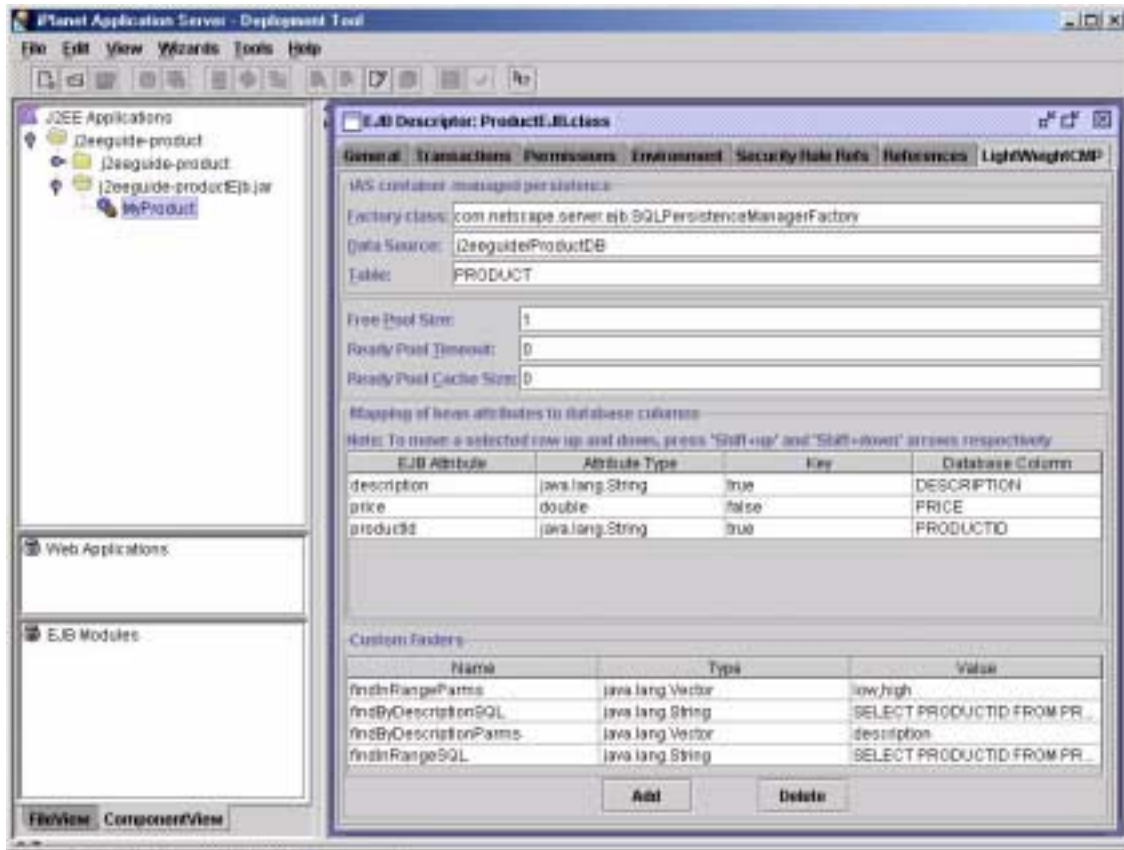 iPlanet Application Server - Deployment Tool
File Edit View Wizards Tools Help
J2EE Applications
j2eeguide-product
j2eeguide-product
j2eeguide-productEjb.jar
MyProduct
Web Applications
EJB Modules
FileView ComponentView
EJB Descriptor: ProductEJB.class
General Transactions Permissions Environment Security Role Refs References LightWeightCMP
IAS container managed persistence
Factory class: com.netscape.server.ejb.SQLPersistenceManagerFactory
Data Source: j2eeguide/ProductDB
Table: PRODUCT
Free Pool Size: 1
Ready Pool Timeout: 0
Ready Pool Cache Size: 0
Mapping of bean attributes to database columns
Note: To move a selected row up and down, press 'Shift+up' and 'Shift+down' arrows respectively
EJB Attribute Attribute Type Key Database Column
description java.lang.String true DESCRIPTION
price double false PRICE
productId java.lang.String true PRODUCTID
Custom finders
Name Type Value
findInRangeParms java.lang.Vector low,high
findByDescriptionSQL java.lang.String SELECT PRODUCTID FROM PR...
findByDescriptionParms java.lang.Vector description
findInRangeSQL java.lang.String SELECT PRODUCTID FROM PR...
Add Delete